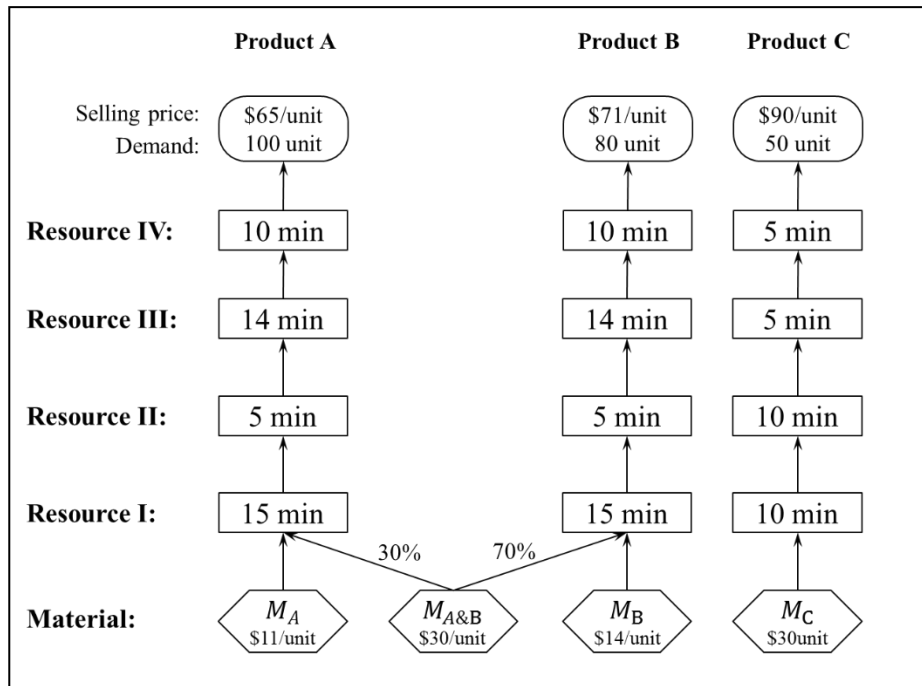 Product A Product B Product C
Selling price: $65/unit $71/unit $90/unit
Demand: 100 unit 80 unit 50 unit
Resource IV: 10 min 10 min 5 min
Resource III: 14 min 14 min 5 min
Resource II: 5 min 5 min 10 min
Resource I: 15 min 15 min 10 min
30% 70%
Material: M_A M_A&B M_B M_C
$11/unit $30/unit $14/unit $30unit